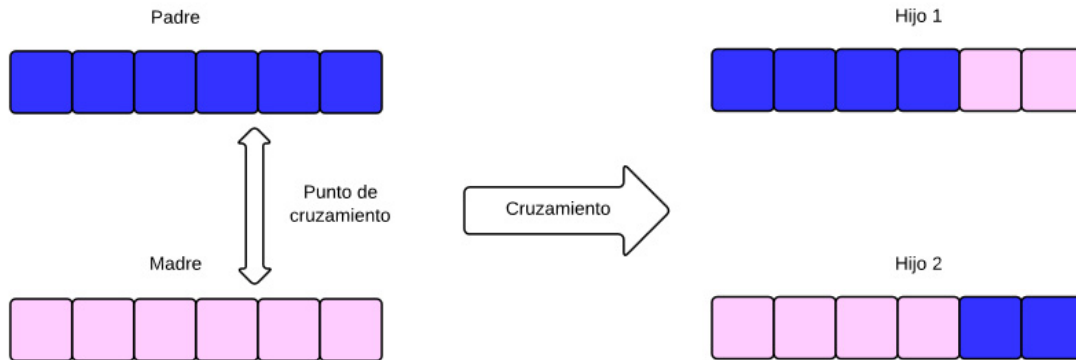 Padre
Hijo 1
Punto de
cruzamiento
Cruzamiento
Madre
Hijo 2